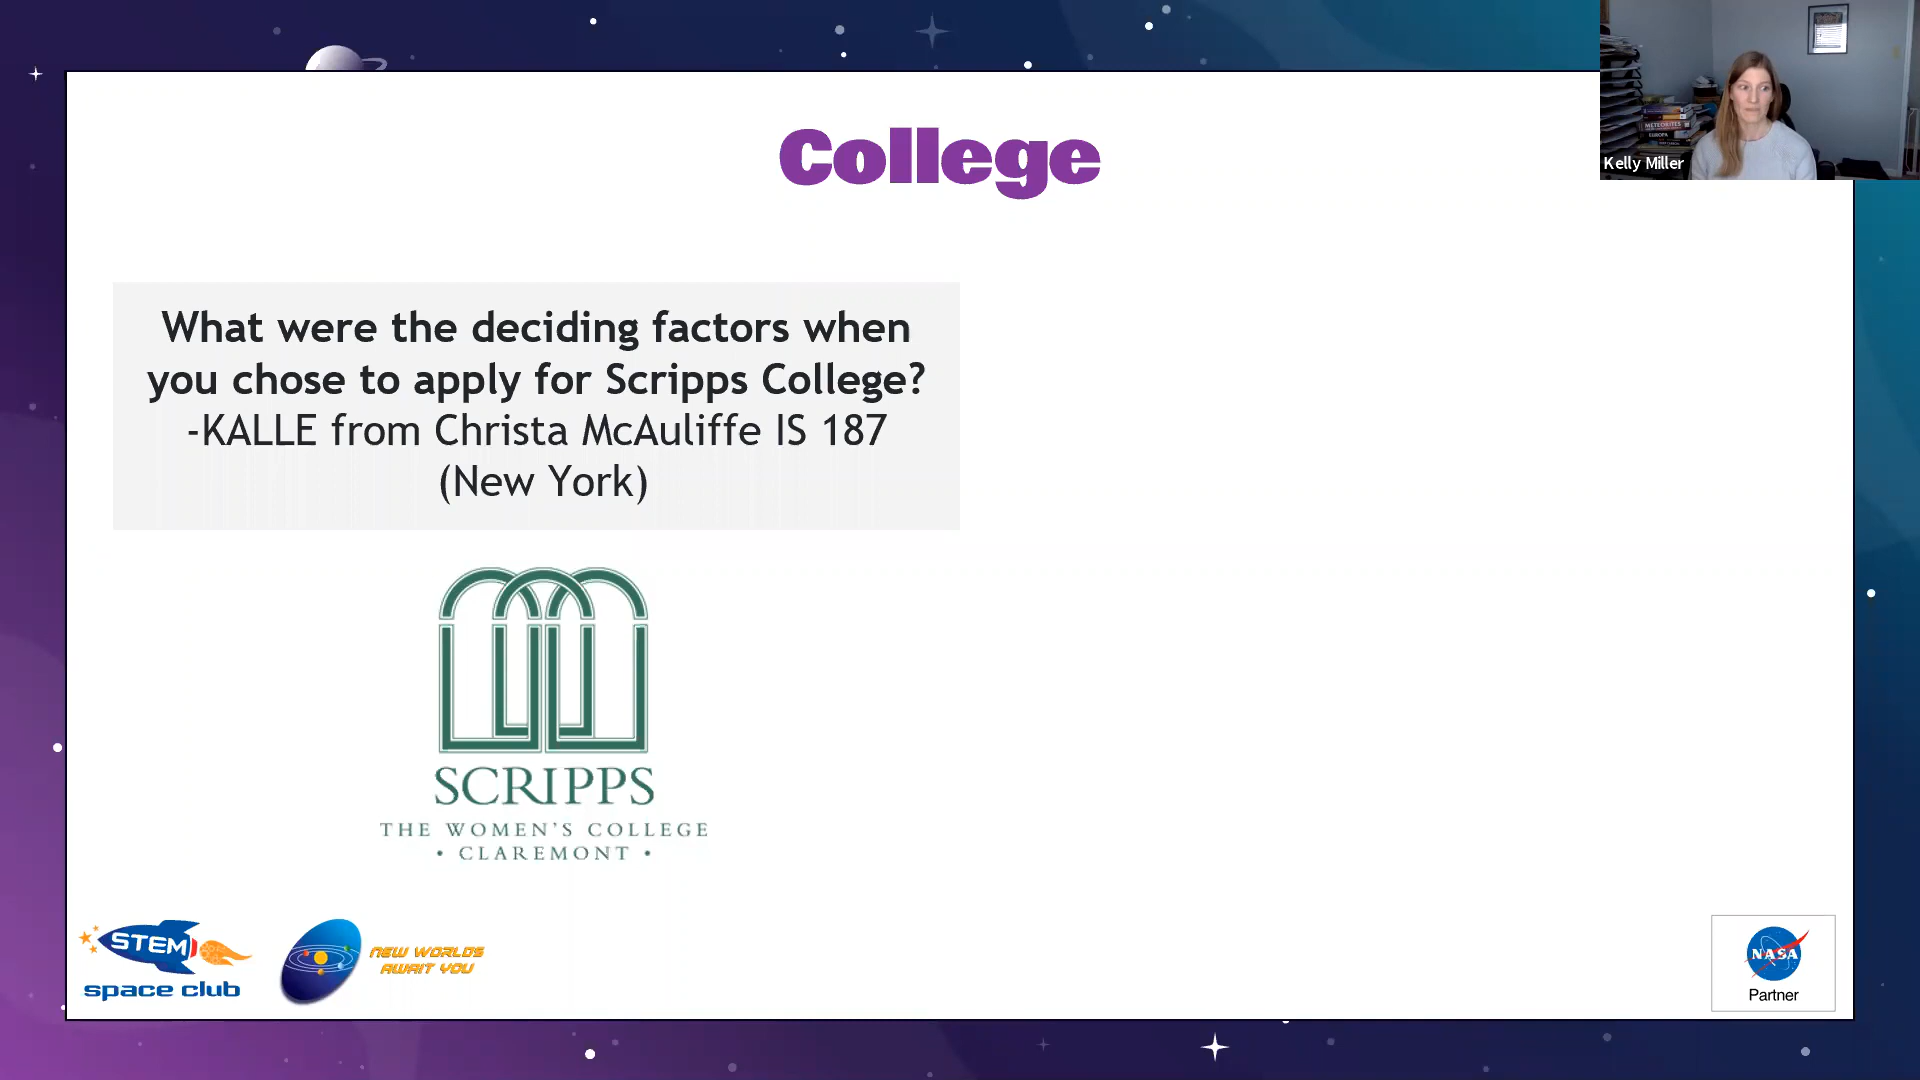 College
Kelly Miller
METEORITES
EUROPA
What were the deciding factors when
you chose to apply for Scripps College?
-KALLE from Christa McAuliffe IS 187
(New York)
SCRIPPS
THE WOMEN'S COLLEGE
• CLAREMONT •
STEM
space club
NEW WORLDS
AWAIT YOU
NASA
Partner